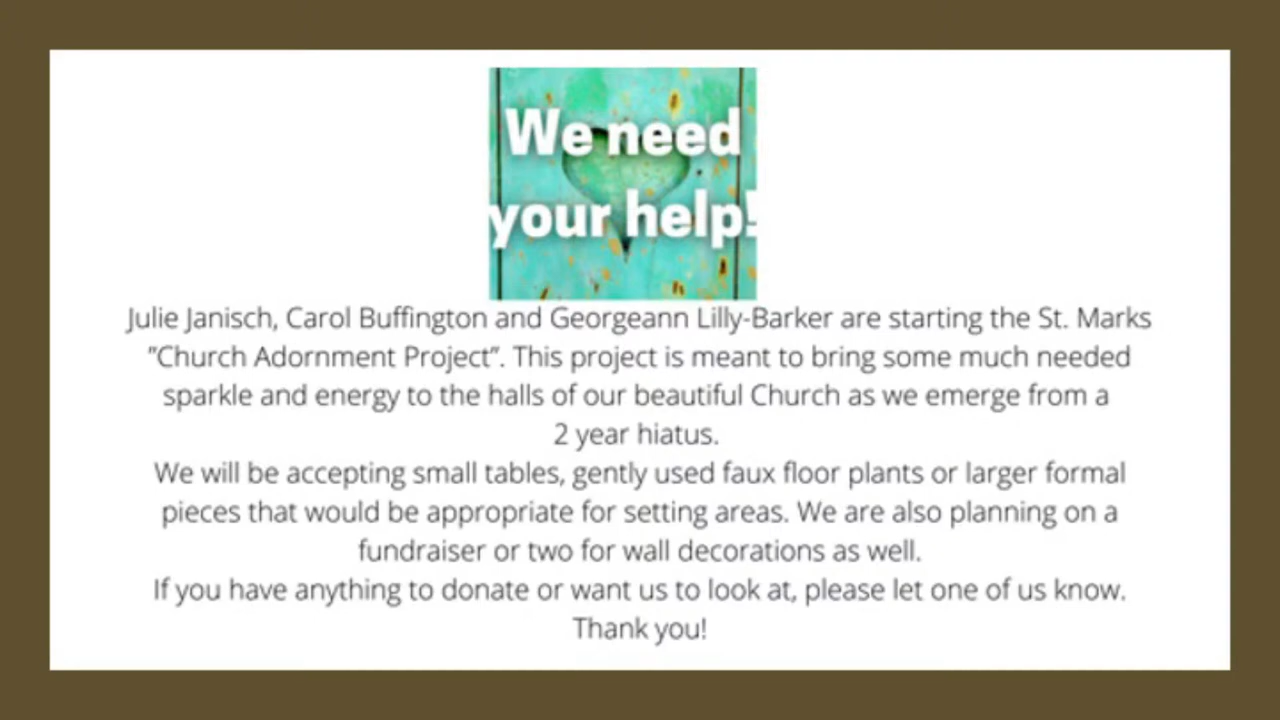 We need
your help!
Julie Janisch, Carol Buffington and Georgeann Lilly-Barker are starting the St. Marks
"Church Adornment Project". This project is meant to bring some much needed
sparkle and energy to the halls of our beautiful Church as we emerge from a
2 year hiatus.
We will be accepting small tables, gently used faux floor plants or larger formal
pieces that would be appropriate for setting areas. We are also planning on a
fundraiser or two for wall decorations as well.
If you have anything to donate or want us to look at, please let one of us know.
Thank you!